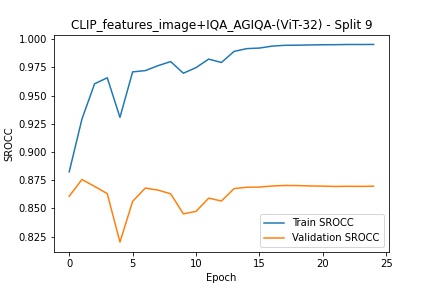 CLIP_features_image+IQA_AGIQA-(ViT-32) - Split 9
1.000
0.975
0.950
0.925
0.900
0.875
0.850
0.825
SROCC
Train SROCC
Validation SROCC
0 5 10 15 20 25
Epoch